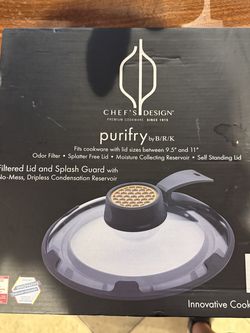 CHEF'S DESIGN®
PREMIUM COOKWARE SINCE 1975
purifry by B/R/K
Fits cookware with lid sizes between 9.5" and 11"
Odor Filter • Splatter Free Lid • Moisture Collecting Reservoir • Self Standing Lid
Filtered Lid and Splash Guard with
No-Mess, Dripless Condensation Reservoir
Innovative Cook